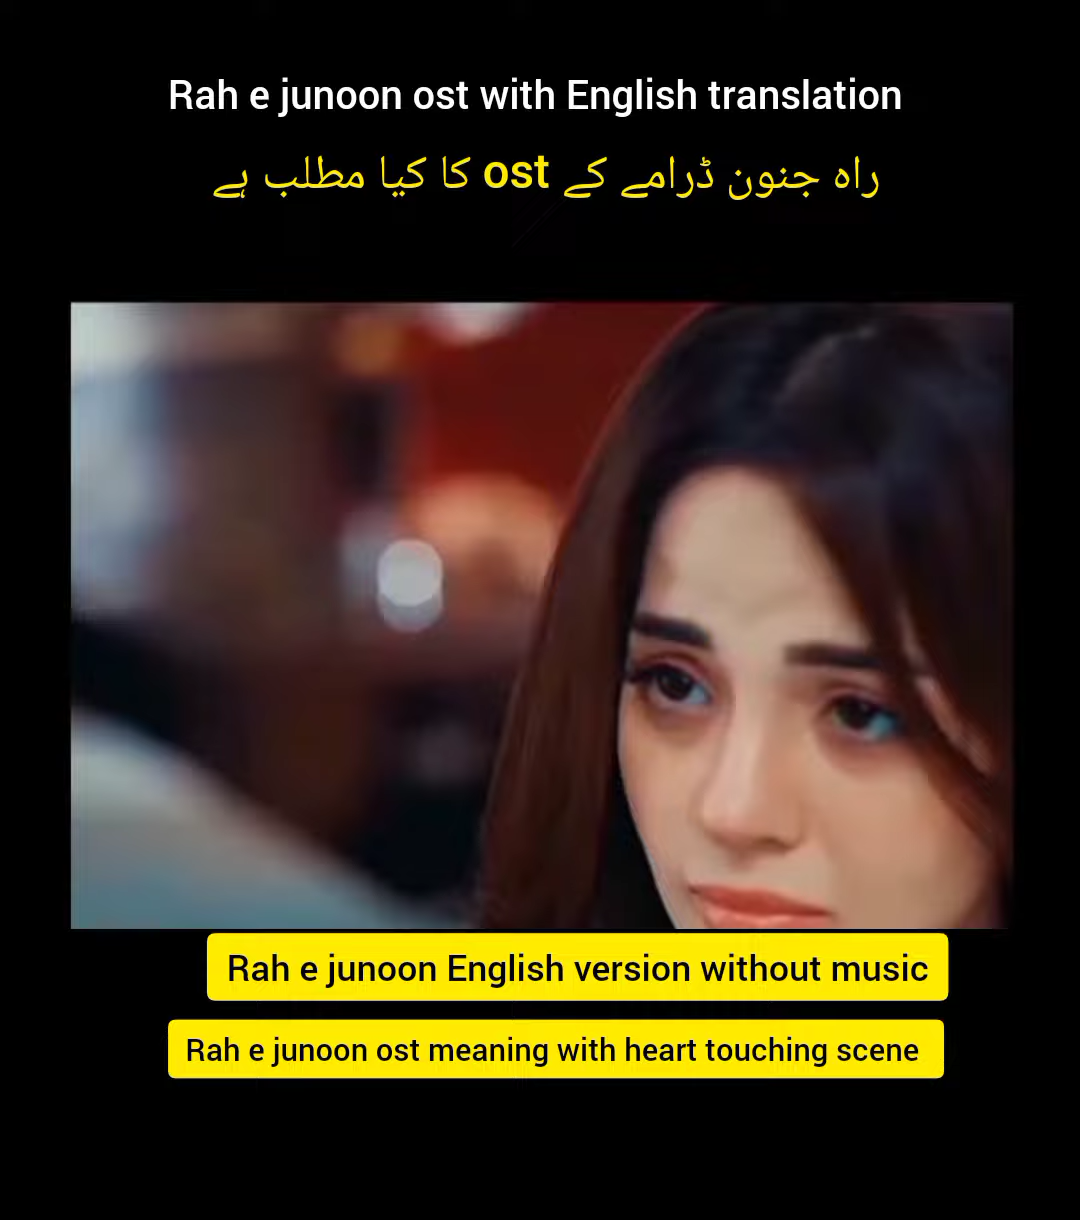 Rah e junoon ost with English translation
راہ جنون ڈرامے کے ost کا کیا مطلب ہے
Rah e junoon English version without music
Rah e junoon ost meaning with heart touching scene